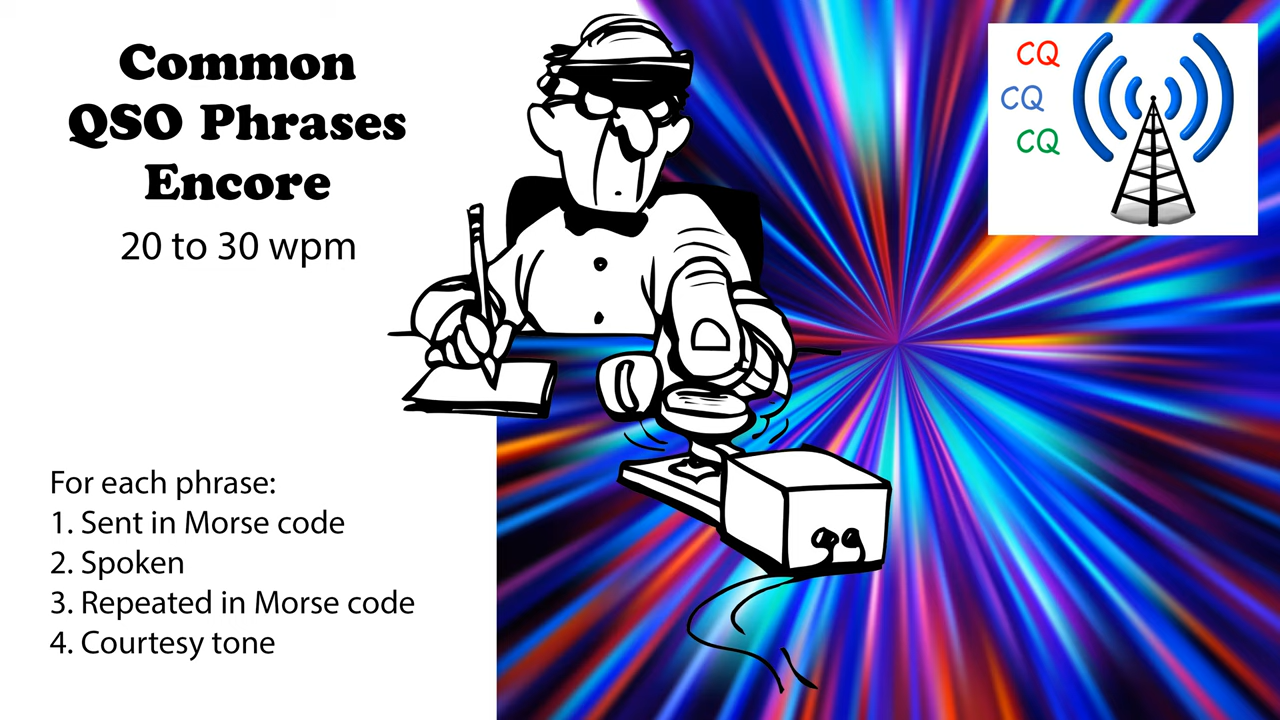 Common
QSO Phrases
Encore
20 to 30 wpm
CQ
CQ
CQ
For each phrase:
1. Sent in Morse code
2. Spoken
3. Repeated in Morse code
4. Courtesy tone